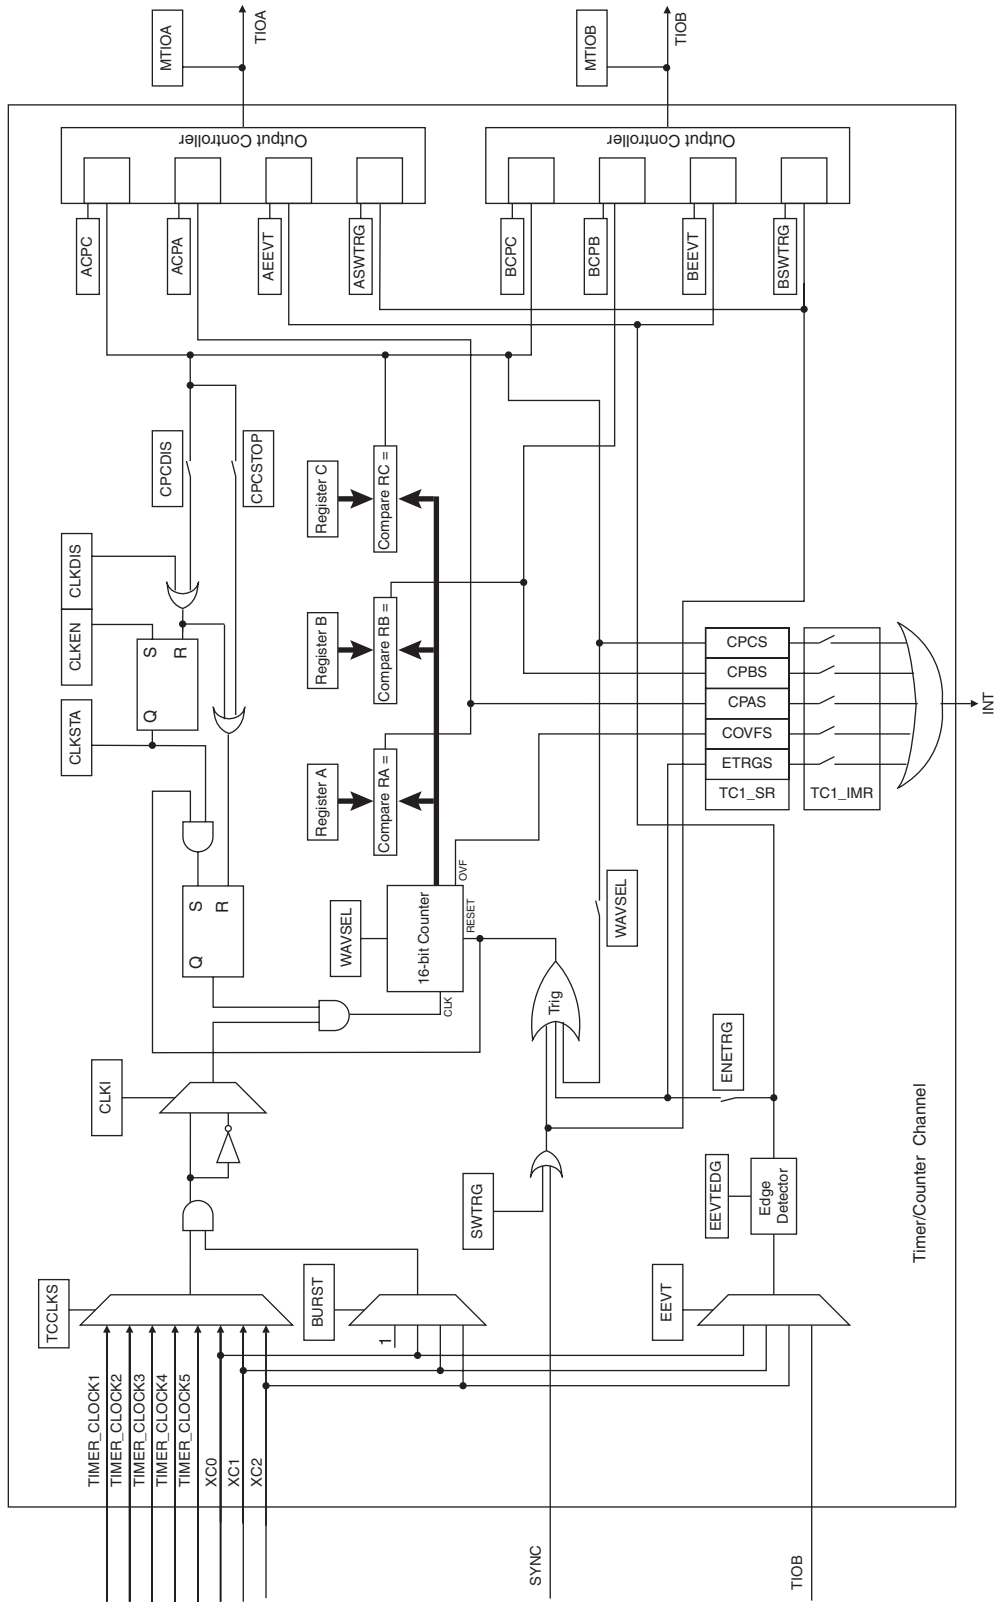 TCCLKS
TIMER_CLOCK1
TIMER_CLOCK2
TIMER_CLOCK3
TIMER_CLOCK4
TIMER_CLOCK5
XC0
XC1
XC2
CLKI
CLKSTA
CLKEN
CLKDIS
Q
S
R
Q
S
R
CPCDIS
CPCSTOP
ACPC
ACPA
AEEVT
ASWTRG
Output Controller
MTIOA
TIOA
BURST
1
WAVSEL
16-bit Counter
CLK
RESET
OVF
Register A
Register B
Register C
Compare RA =
Compare RB =
Compare RC =
BCPC
BCPB
BEEVT
BSWTRG
Output Controller
MTIOB
TIOB
SYNC
SWTRG
Trig
WAVSEL
ENETRG
EEVT
EEVTEDG
Edge
Detector
TIOB
CPCS
CPBS
CPAS
COVFS
ETRGS
TC1_SR
TC1_IMR
INT
Timer/Counter Channel